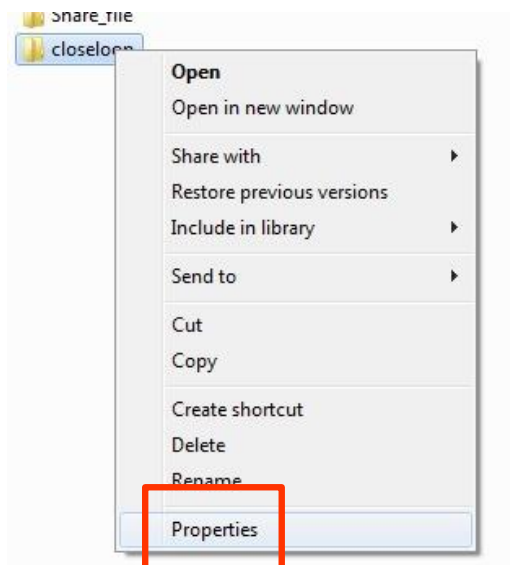 Share_file
closeloop
Open
Open in new window
Share with
Restore previous versions
Include in library
Send to
Cut
Copy
Create shortcut
Delete
Rename
Properties